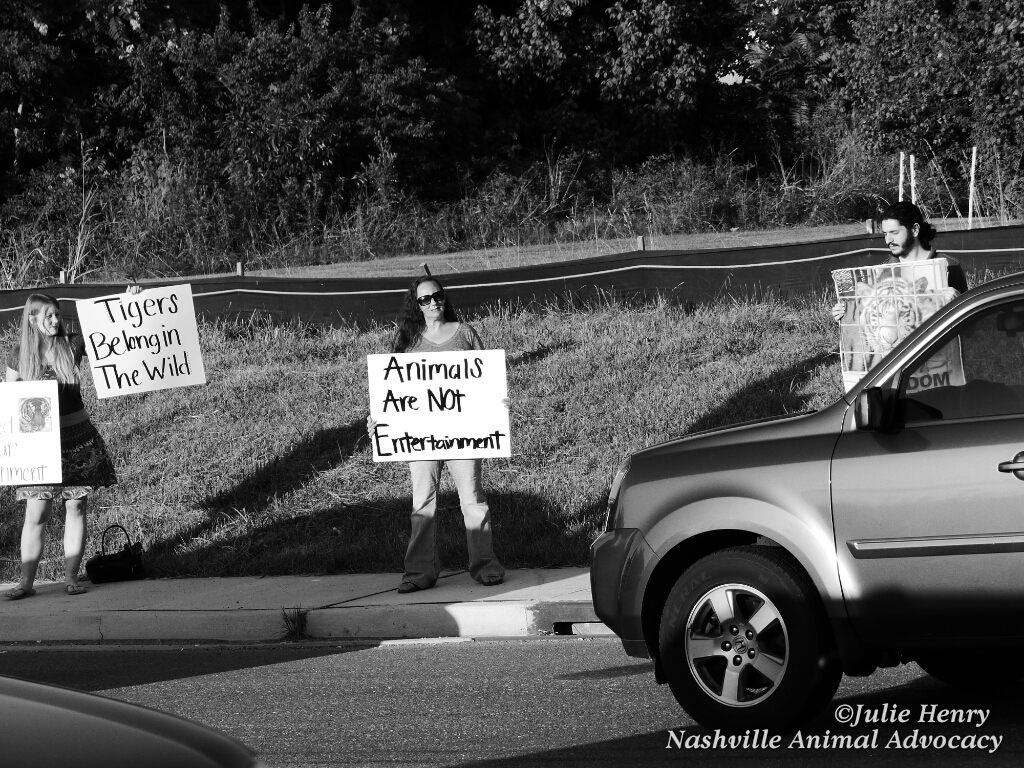 Tigers
Belong in
The Wild
Animals
Are NOT
Entertainment
DOM
©Julie Henry
Nashville Animal Advocacy